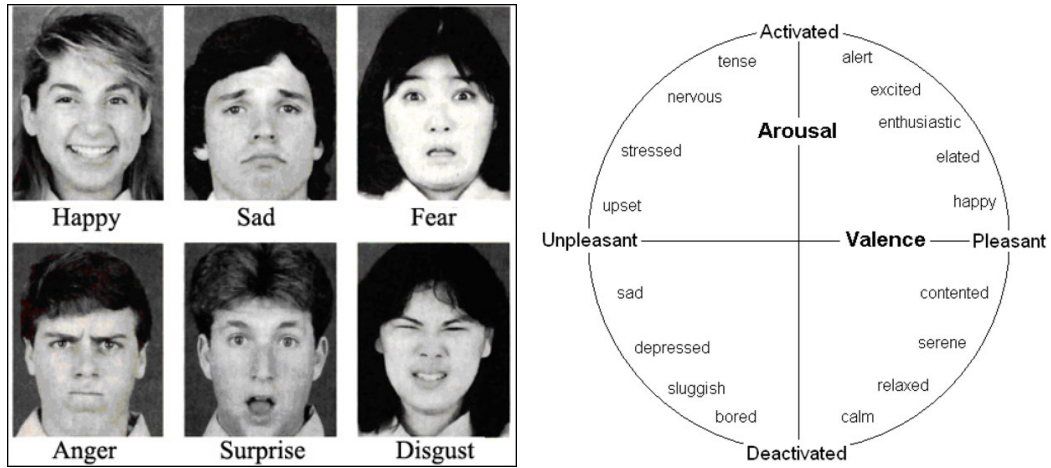 Happy Sad Fear
Anger Surprise Disgust
Activated
tense alert
nervous excited
Arousal enthusiastic
stressed elated
upset happy
Unpleasant Valence Pleasant
sad contented
depressed serene
sluggish relaxed
bored calm
Deactivated